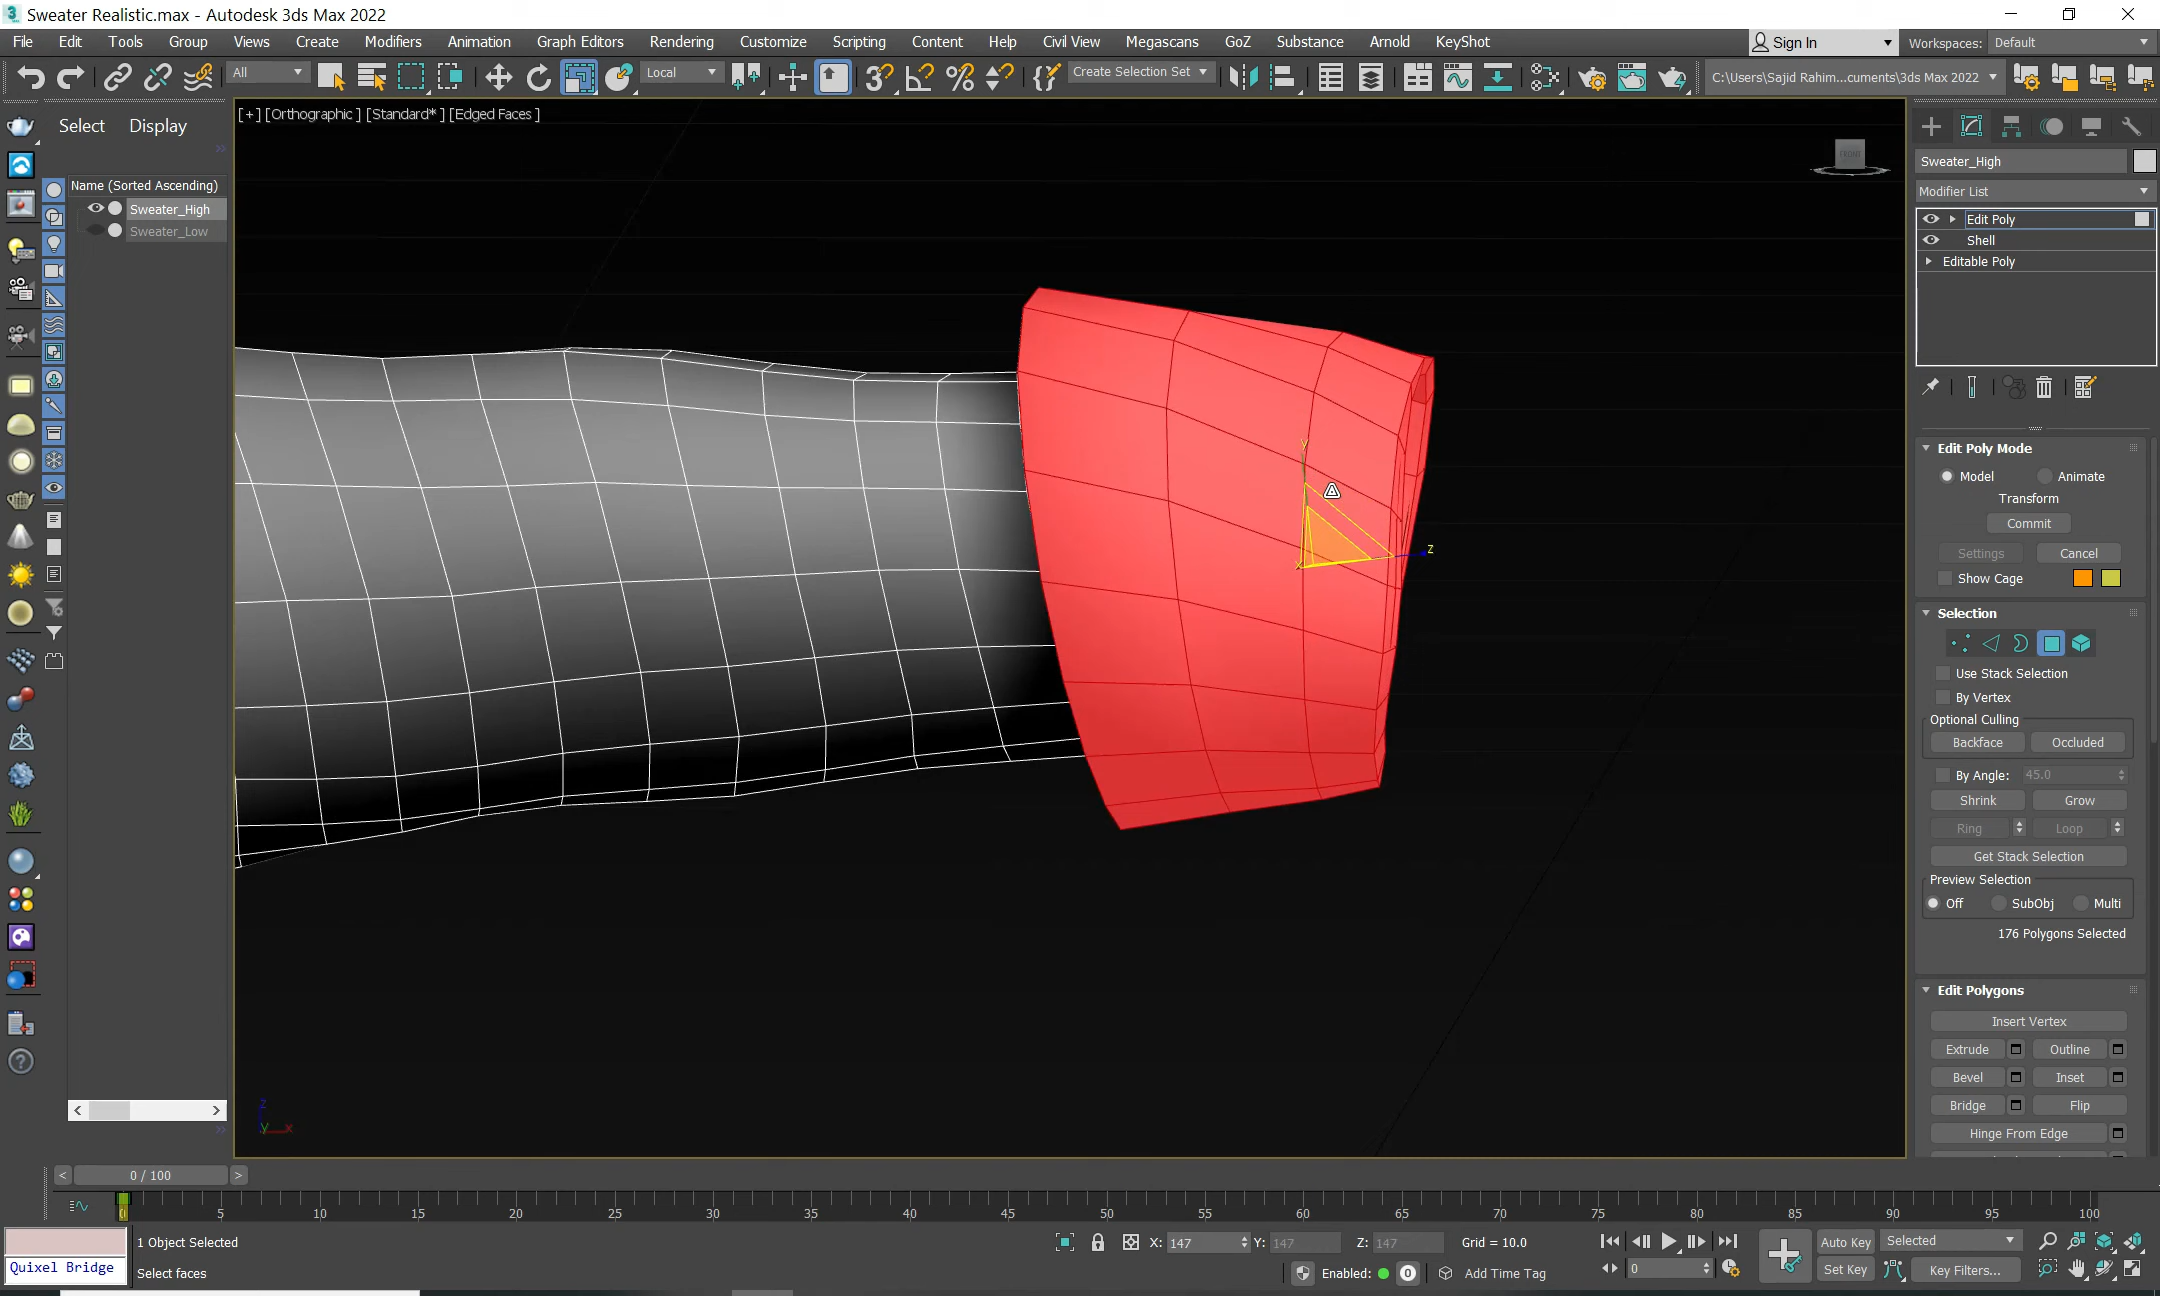 Sweater Realistic.max - Autodesk 3ds Max 2022
File Edit Tools Group Views Create Modifiers Animation Graph Editors Rendering Customize Scripting Content Help Civil View Megascans GoZ Substance Arnold KeyShot
Sign In
Workspaces: Default
All
Local
Create Selection Set
C:\Users\Sajid Rahim...cuments\3ds Max 2022
Select Display
[+] [Orthographic ] [Standard* ] [Edged Faces ]
FRONT
Name (Sorted Ascending)
Sweater_High
Sweater_Low
y
z
x
z
y
x
Sweater_High
Modifier List
Edit Poly
Shell
Editable Poly
Edit Poly Mode
Model Animate
Transform
Commit
Settings Cancel
Show Cage
Selection
Use Stack Selection
By Vertex
Optional Culling
Backface Occluded
By Angle: 45.0
Shrink Grow
Ring Loop
Get Stack Selection
Preview Selection
Off SubObj Multi
176 Polygons Selected
Edit Polygons
Insert Vertex
Extrude Outline
Bevel Inset
Bridge Flip
Hinge From Edge
< 0 / 100 >
0 5 10 15 20 25 30 35 40 45 50 55 60 65 70 75 80 85 90 95 100
1 Object Selected
X: 147 Y: 147 Z: 147 Grid = 10.0
Auto Key Selected
Quixel Bridge
Select faces
Enabled: 0 Add Time Tag
0
Set Key Key Filters...